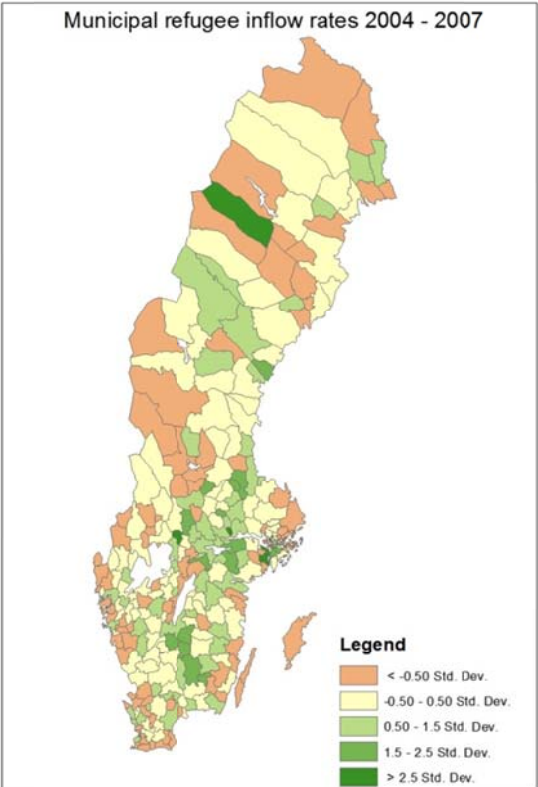 Municipal refugee inflow rates 2004 - 2007
Legend
< -0.50 Std. Dev.
-0.50 - 0.50 Std. Dev.
0.50 - 1.5 Std. Dev.
1.5 - 2.5 Std. Dev.
> 2.5 Std. Dev.